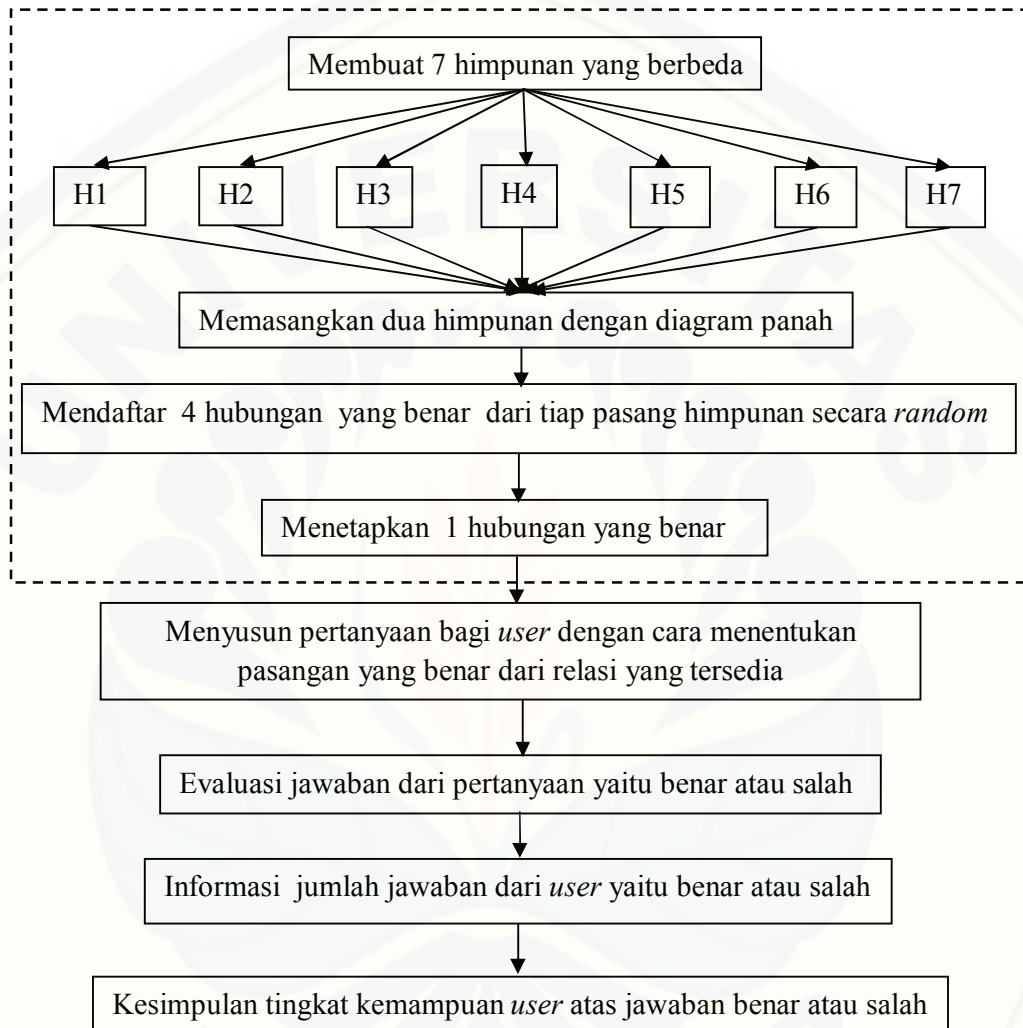 Membuat 7 himpunan yang berbeda
H1 H2 H3 H4 H5 H6 H7
Memasangkan dua himpunan dengan diagram panah
Mendaftar 4 hubungan yang benar dari tiap pasang himpunan secara random
Menetapkan 1 hubungan yang benar
Menyusun pertanyaan bagi user dengan cara menentukan
pasangan yang benar dari relasi yang tersedia
Evaluasi jawaban dari pertanyaan yaitu benar atau salah
Informasi jumlah jawaban dari user yaitu benar atau salah
Kesimpulan tingkat kemampuan user atas jawaban benar atau salah
UNIVERSITAS